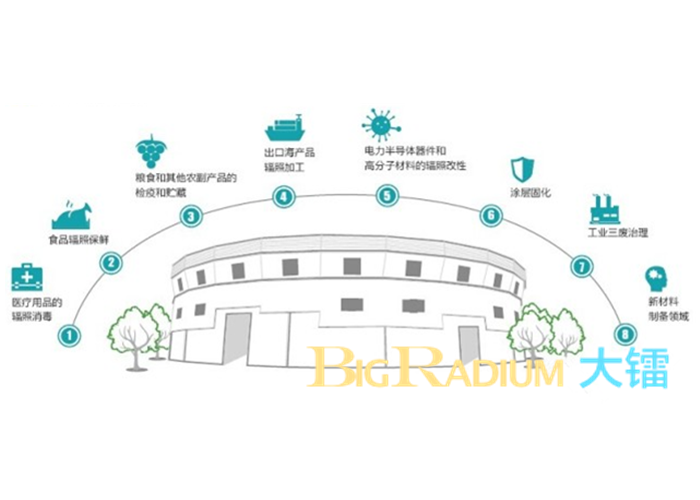 医疗用品的
辐照消毒
1
食品辐照保鲜
2
粮食和其他农副产品的
检疫和贮藏
3
出口海产品
辐照加工
4
电力半导体器件和
高分子材料的辐照改性
5
涂层固化
6
工业三废治理
7
新材料
制备领域
8
BIGRADIUM 大镭